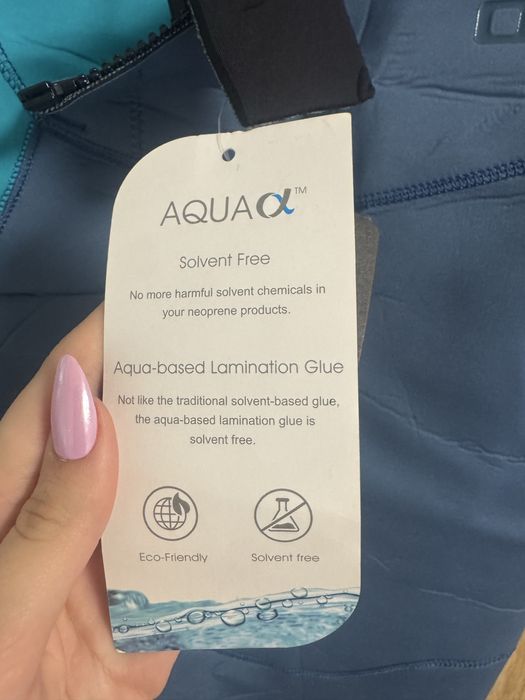 AQUAα™
Solvent Free
No more harmful solvent chemicals in
your neoprene products.
Aqua-based Lamination Glue
Not like the traditional solvent-based glue,
the aqua-based lamination glue is
solvent free.
Eco-Friendly Solvent free